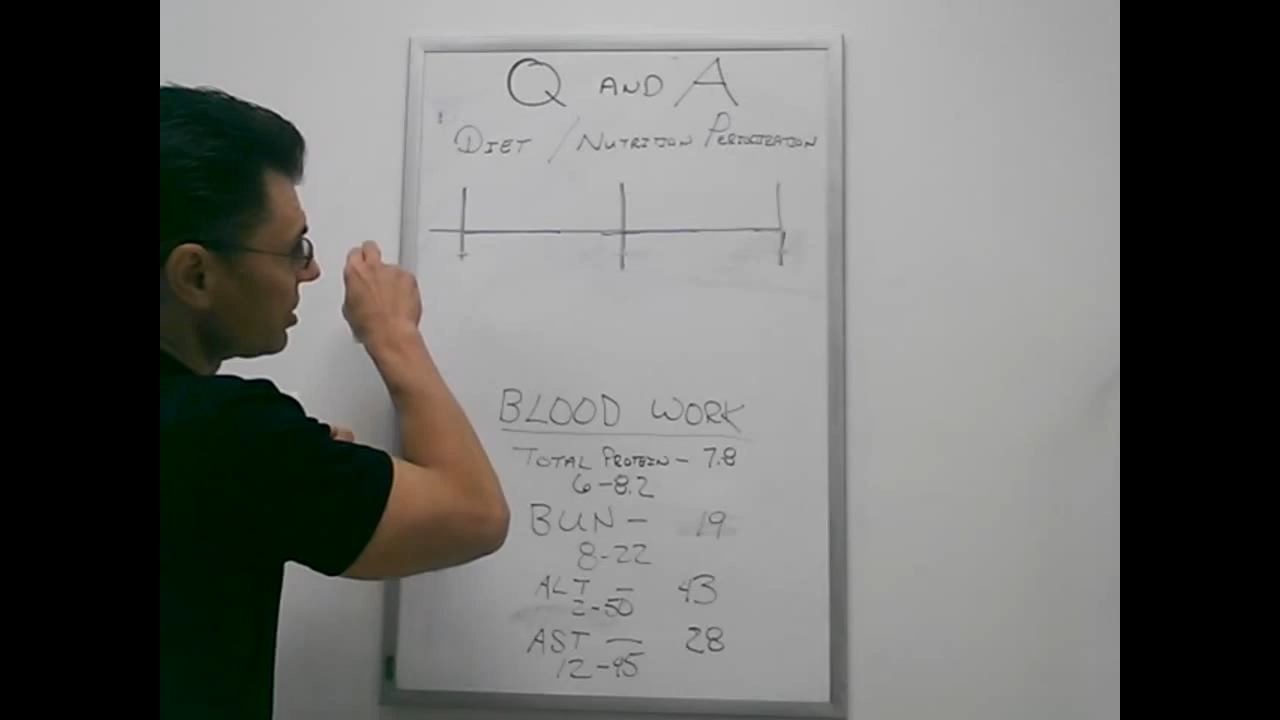 Q AND A
DIET / NUTRITION PERIODIZATION
BLOOD WORK
TOTAL PROTEIN - 7.8
6-8.2
BUN - 19
8-22
ALT - 43
2-50
AST - 28
12-45